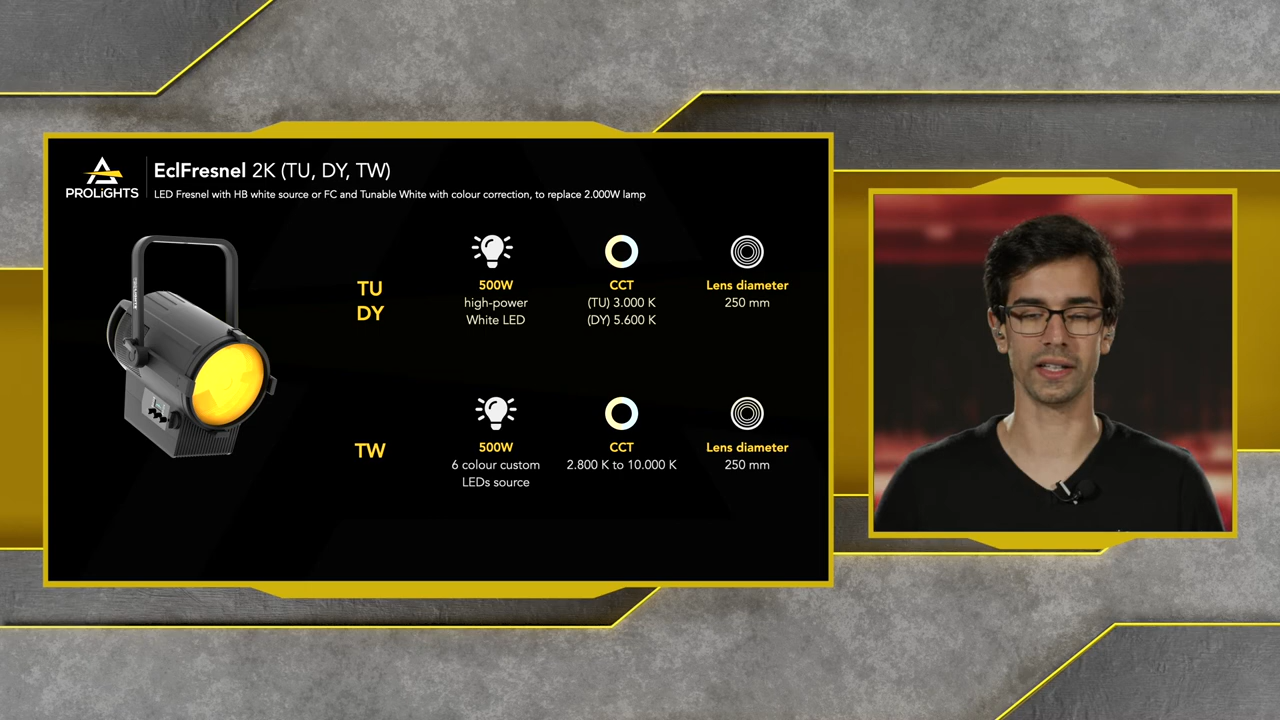 PROLIGHTS
EclFresnel 2K (TU, DY, TW)
LED Fresnel with HB white source or FC and Tunable White with colour correction, to replace 2.000W lamp
TU
DY
500W
high-power
White LED
CCT
(TU) 3.000 K
(DY) 5.600 K
Lens diameter
250 mm
TW
500W
6 colour custom
LEDs source
CCT
2.800 K to 10.000 K
Lens diameter
250 mm